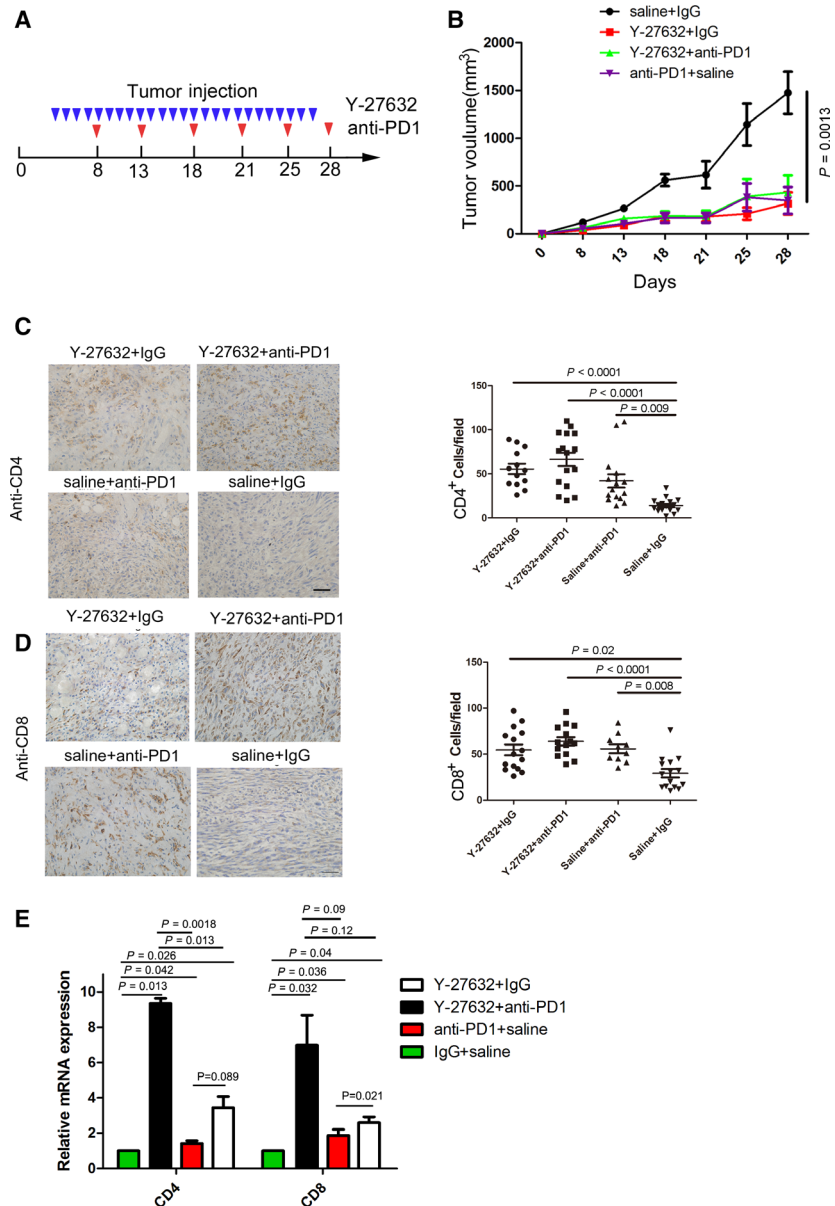 A
Tumor injection
Y-27632
anti-PD1
0 8 13 18 21 25 28
B
saline+IgG
Y-27632+IgG
Y-27632+anti-PD1
anti-PD1+saline
Tumor voulume(mm3)
2000
1500
1000
500
0
0 8 13 18 21 25 28
Days
P = 0.0013
C
Anti-CD4
Y-27632+IgG Y-27632+anti-PD1
saline+anti-PD1 saline+IgG
P < 0.0001
P < 0.0001
P = 0.009
CD4+ Cells/field
150
100
50
0
Y-27632+IgG
Y-27632+anti-PD1
Saline+anti-PD1
Saline+IgG
D
Anti-CD8
Y-27632+IgG Y-27632+anti-PD1
saline+anti-PD1 saline+IgG
P = 0.02
P < 0.0001
P = 0.008
CD8+ Cells/field
150
100
50
0
Y-27632+IgG
Y-27632+anti-PD1
Saline+anti-PD1
Saline+IgG
E
Relative mRNA expression
10
8
6
4
2
0
P = 0.0018
P = 0.013
P = 0.026
P = 0.042
P = 0.013
P=0.089
CD4
P = 0.09
P = 0.12
P = 0.04
P = 0.036
P = 0.032
P=0.021
CD8
Y-27632+IgG
Y-27632+anti-PD1
anti-PD1+saline
IgG+saline